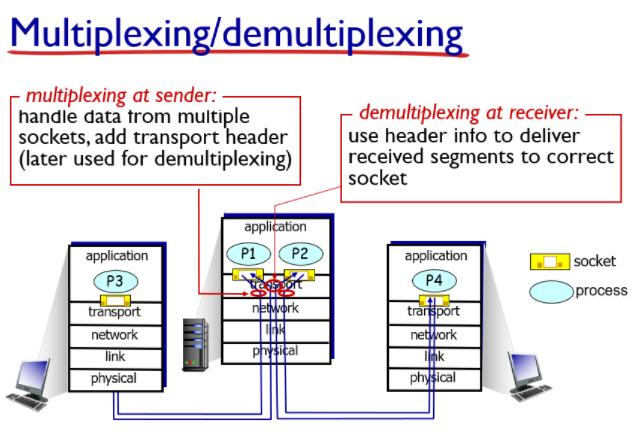 Multiplexing/demultiplexing
multiplexing at sender:
handle data from multiple
sockets, add transport header
(later used for demultiplexing)
demultiplexing at receiver:
use header info to deliver
received segments to correct
socket
application
P3
transport
network
link
physical
application
P1
P2
transport
network
link
physical
application
P4
transport
network
link
physical
socket
process